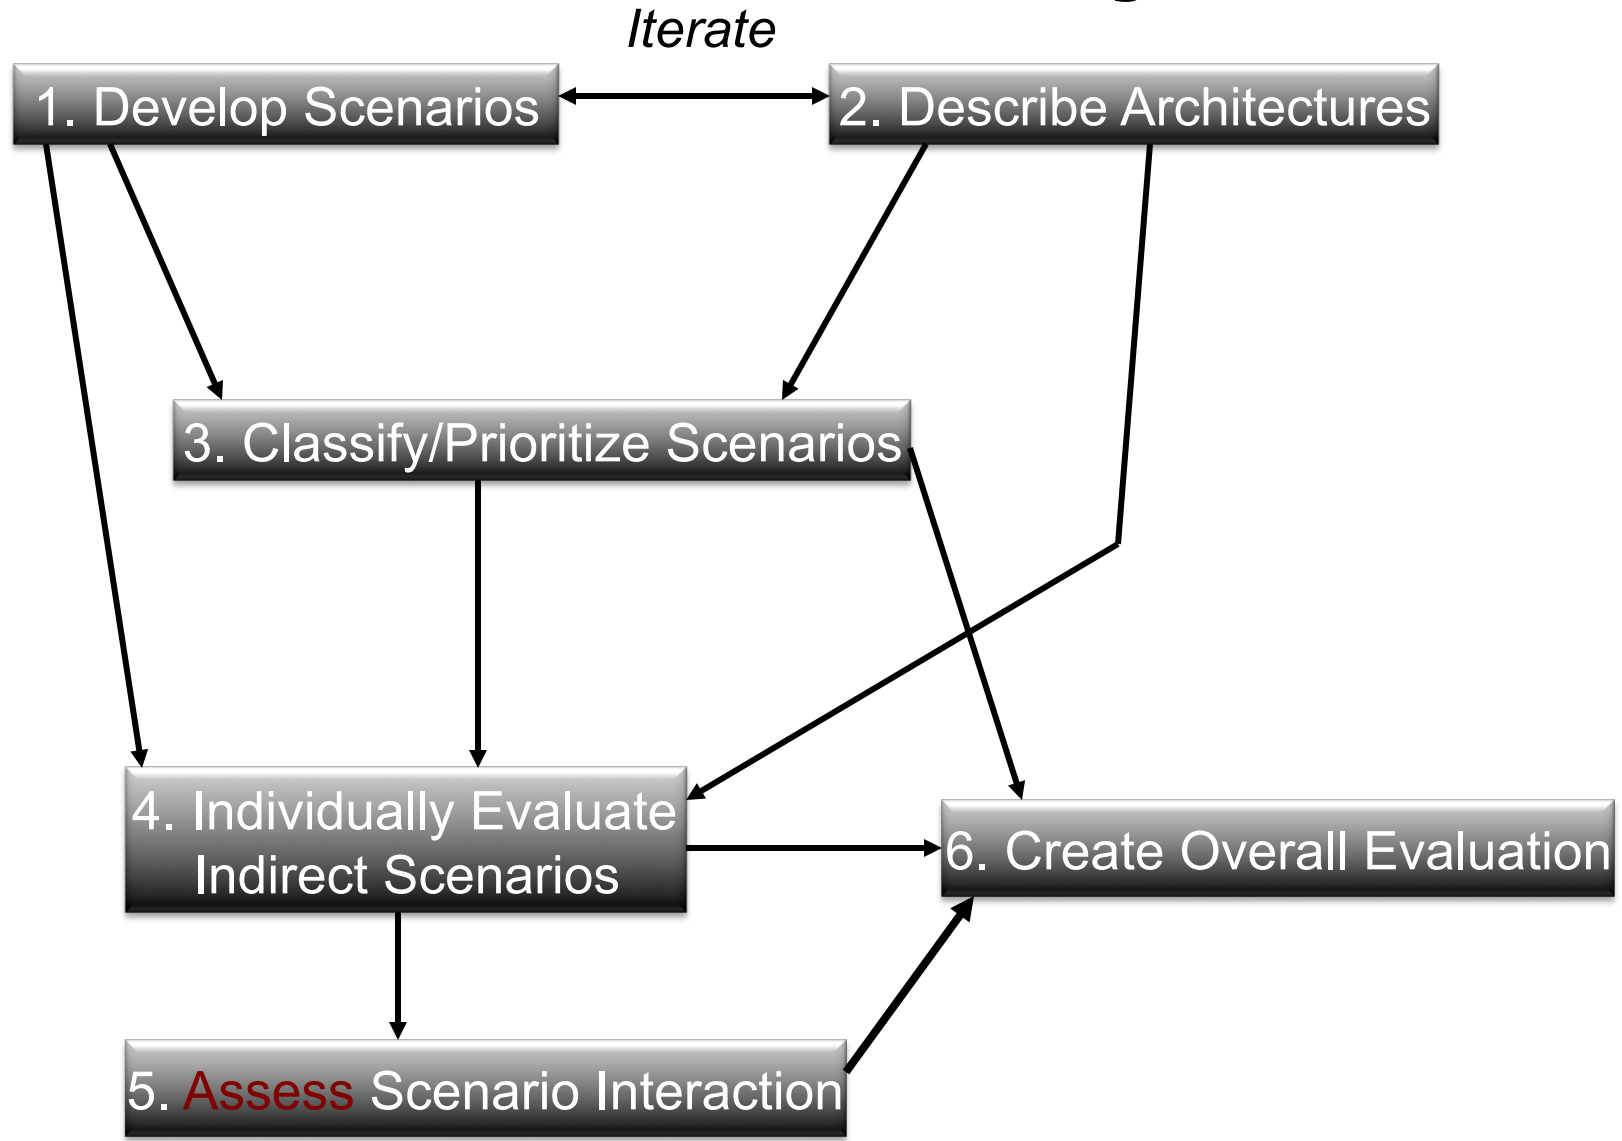 Iterate
1. Develop Scenarios
2. Describe Architectures
3. Classify/Prioritize Scenarios
4. Individually Evaluate
Indirect Scenarios
6. Create Overall Evaluation
5. Assess Scenario Interaction